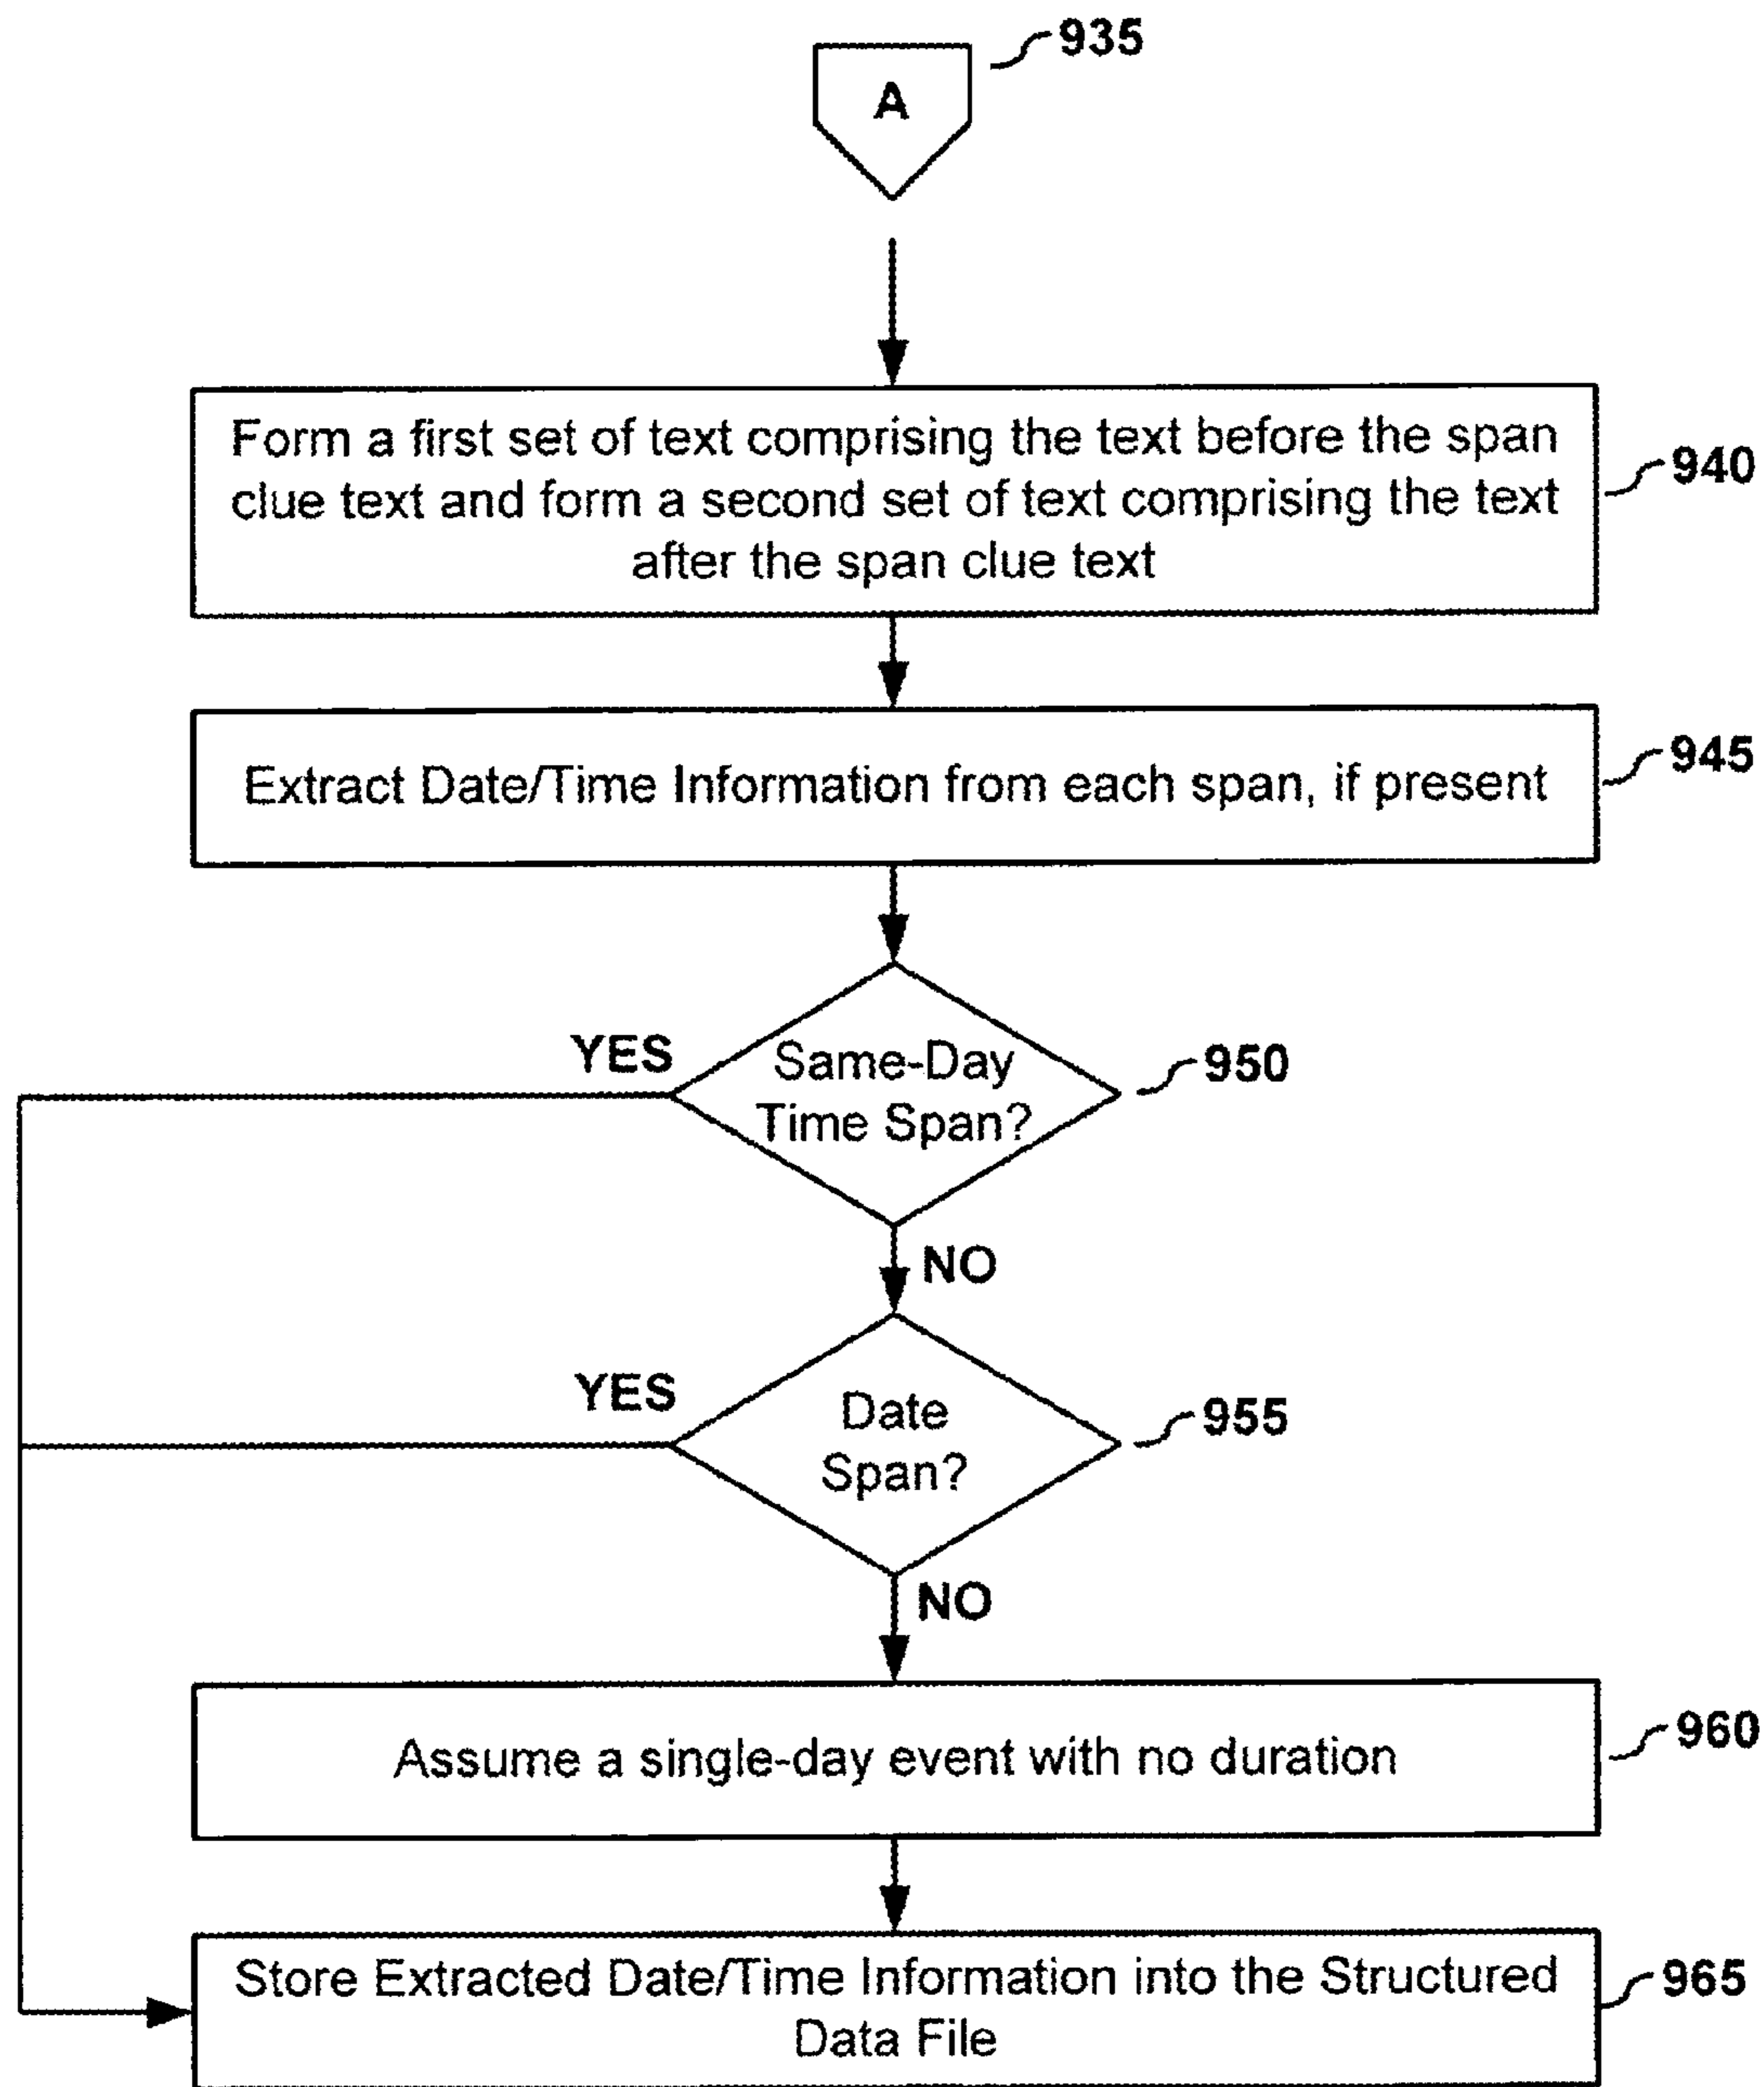 935
A
Form a first set of text comprising the text before the span
clue text and form a second set of text comprising the text
after the span clue text
940
Extract Date/Time Information from each span, if present
945
YES
Same-Day
Time Span?
950
NO
YES
Date
Span?
955
NO
Assume a single-day event with no duration
960
Store Extracted Date/Time Information into the Structured
Data File
965